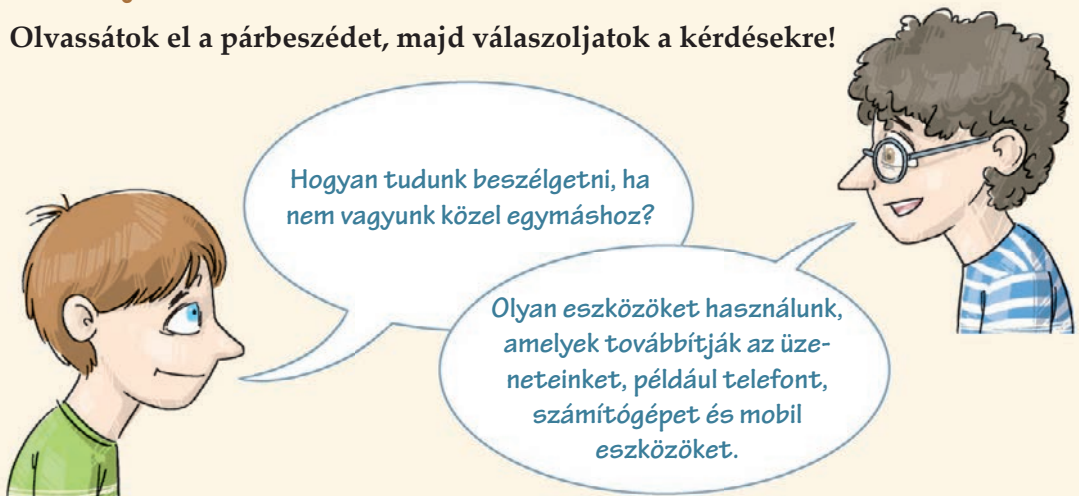 Olvassátok el a párbeszédet, majd válaszoljatok a kérdésekre!
Hogyan tudunk beszélgetni, ha
nem vagyunk közel egymáshoz?
Olyan eszközöket használunk,
amelyek továbbítják az üze-
neteinket, például telefont,
számítógépet és mobil
eszközöket.